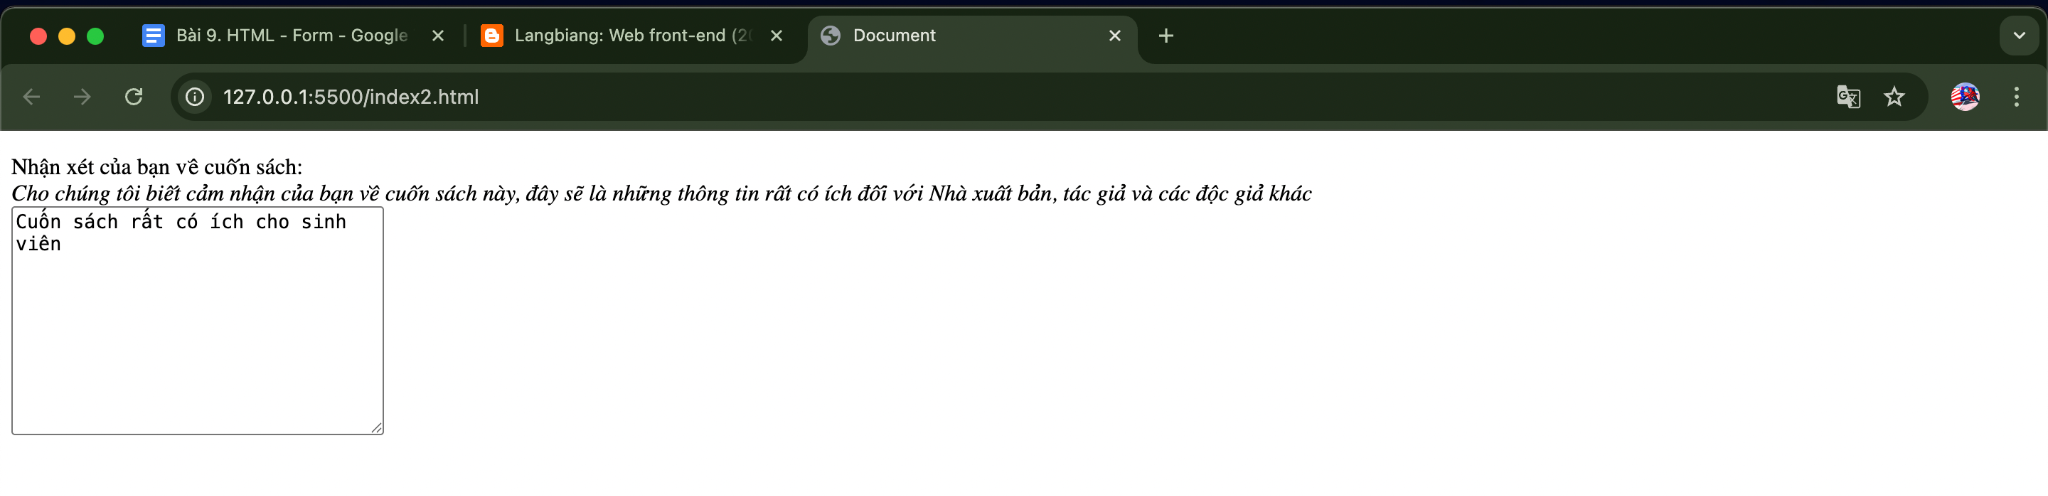 Bài 9. HTML - Form - Google
Langbiang: Web front-end (20
Document
127.0.0.1:5500/index2.html
Nhận xét của bạn về cuốn sách:
Cho chúng tôi biết cảm nhận của bạn về cuốn sách này, đây sẽ là những thông tin rất có ích đối với Nhà xuất bản, tác giả và các độc giả khác
Cuốn sách rất có ích cho sinh
viên